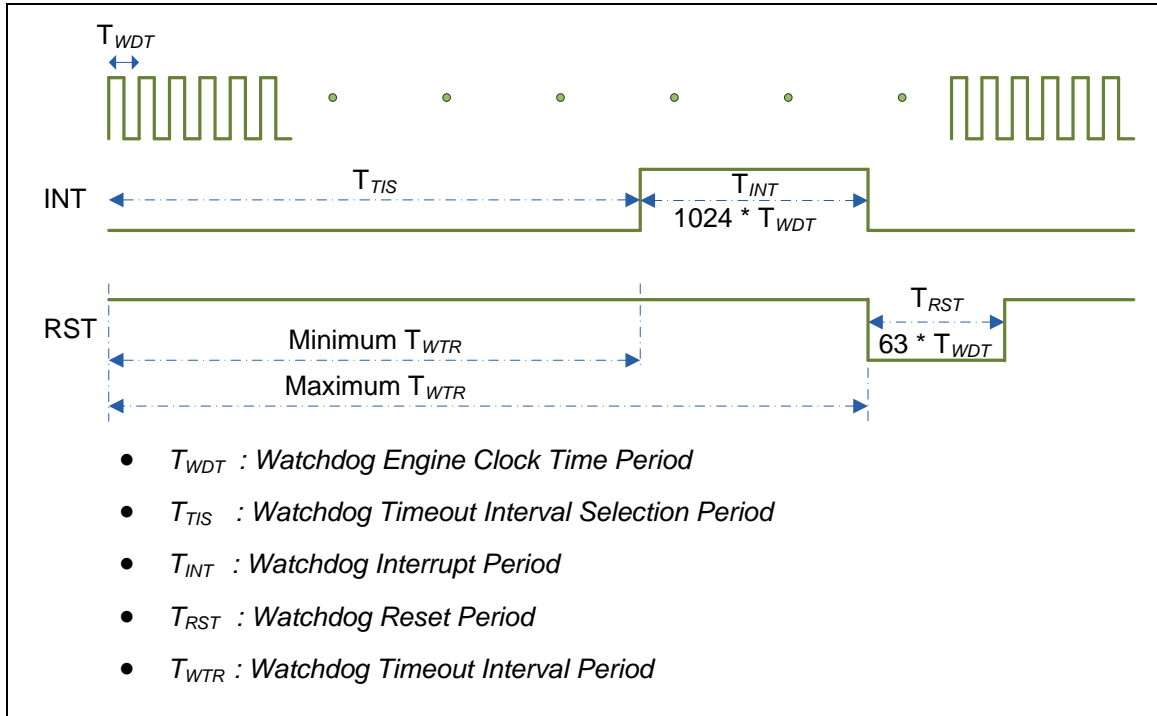 TWDT
INT
TTIS
TINT
1024 * TWDT
RST
TRST
63 * TWDT
Minimum TWTR
Maximum TWTR
● TWDT : Watchdog Engine Clock Time Period
● TTIS : Watchdog Timeout Interval Selection Period
● TINT : Watchdog Interrupt Period
● TRST : Watchdog Reset Period
● TWTR : Watchdog Timeout Interval Period